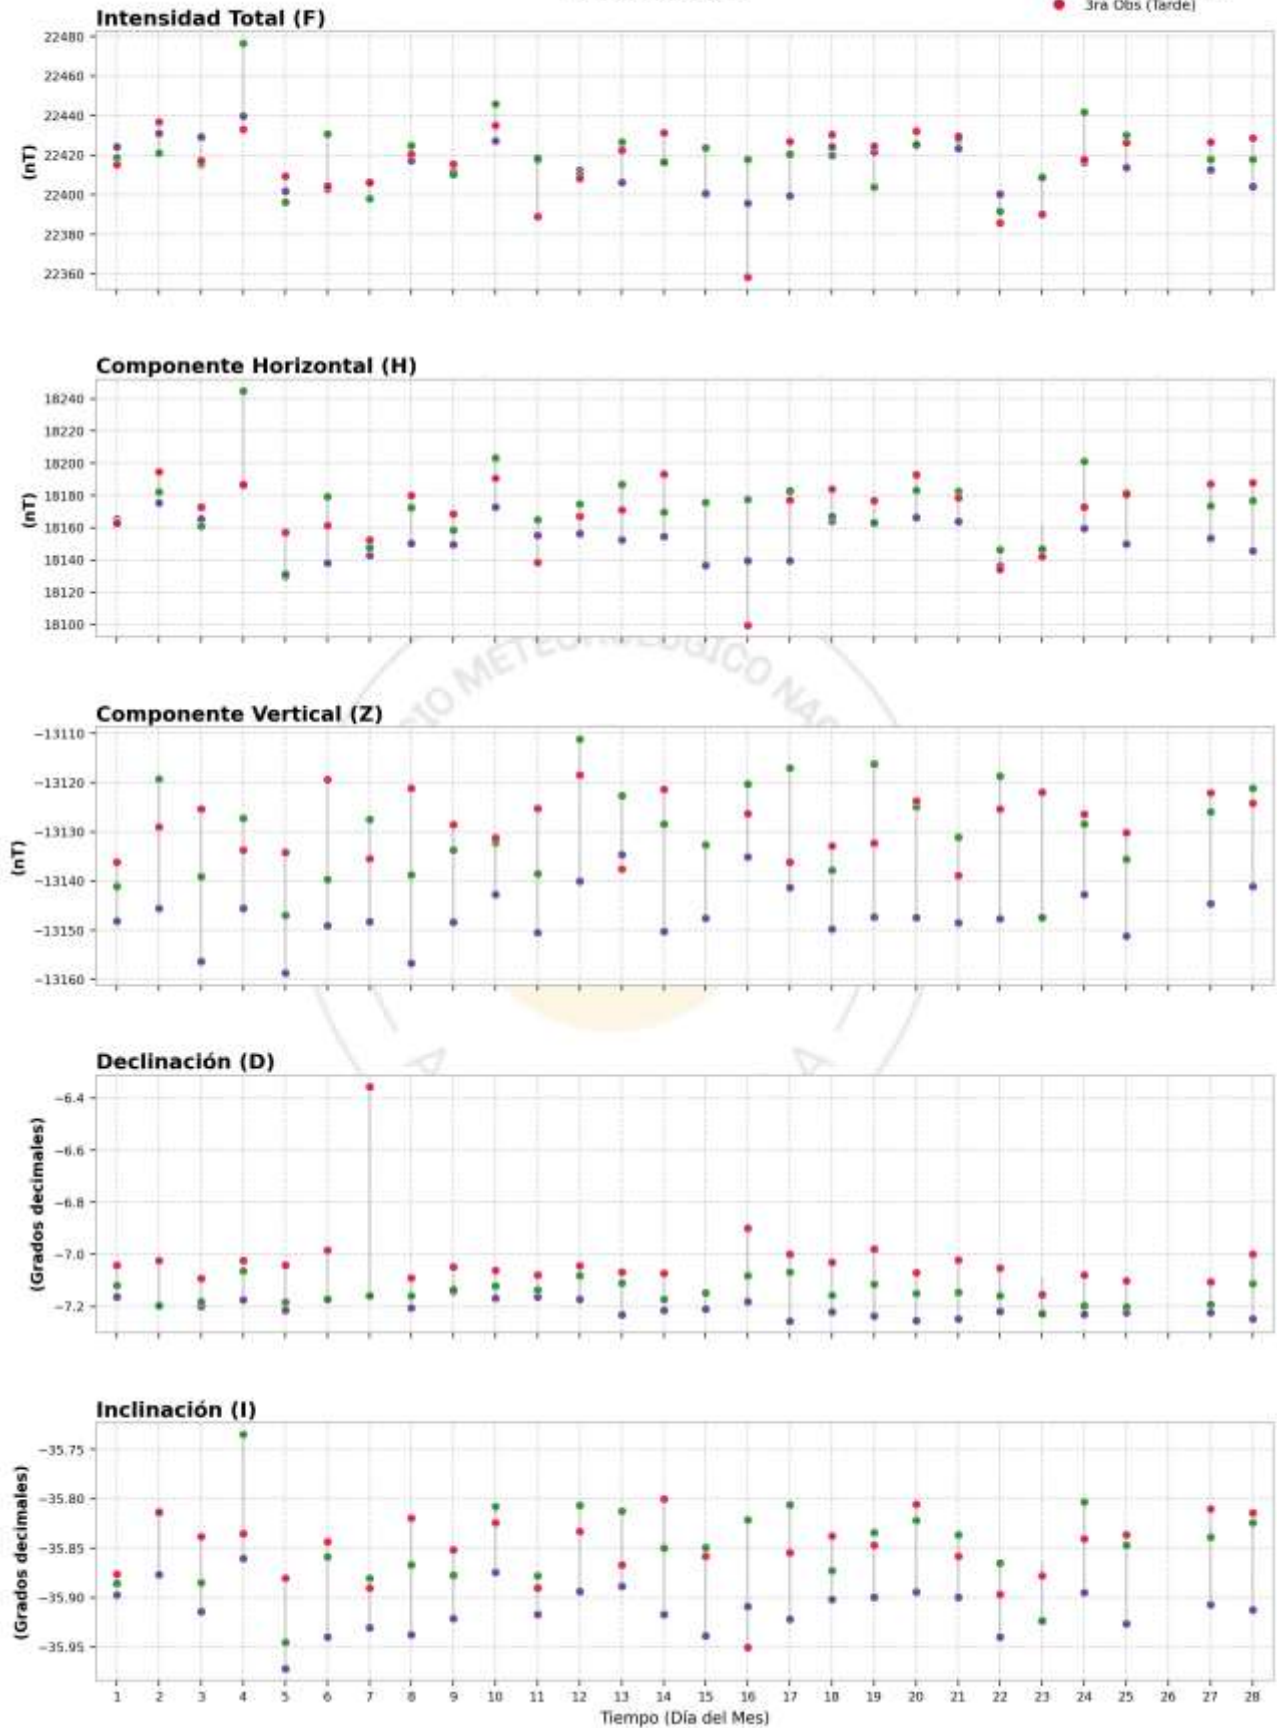 3ra Obs (Tarde)
Intensidad Total (F)
22480
22460
22440
22420
22400
22380
22360
(nT)
Componente Horizontal (H)
18240
18220
18200
18180
18160
18140
18120
18100
(nT)
Componente Vertical (Z)
−13110
−13120
−13130
−13140
−13150
−13160
(nT)
Declinación (D)
−6.4
−6.6
−6.8
−7.0
−7.2
(Grados decimales)
Inclinación (I)
−35.75
−35.80
−35.85
−35.90
−35.95
(Grados decimales)
1 2 3 4 5 6 7 8 9 10 11 12 13 14 15 16 17 18 19 20 21 22 23 24 25 26 27 28
Tiempo (Día del Mes)